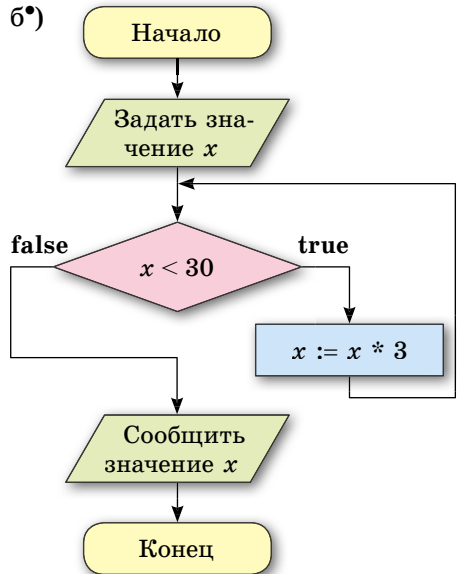 б•)
Начало
Задать зна-
чение x
false
true
x < 30
x := x * 3
Сообщить
значение x
Конец